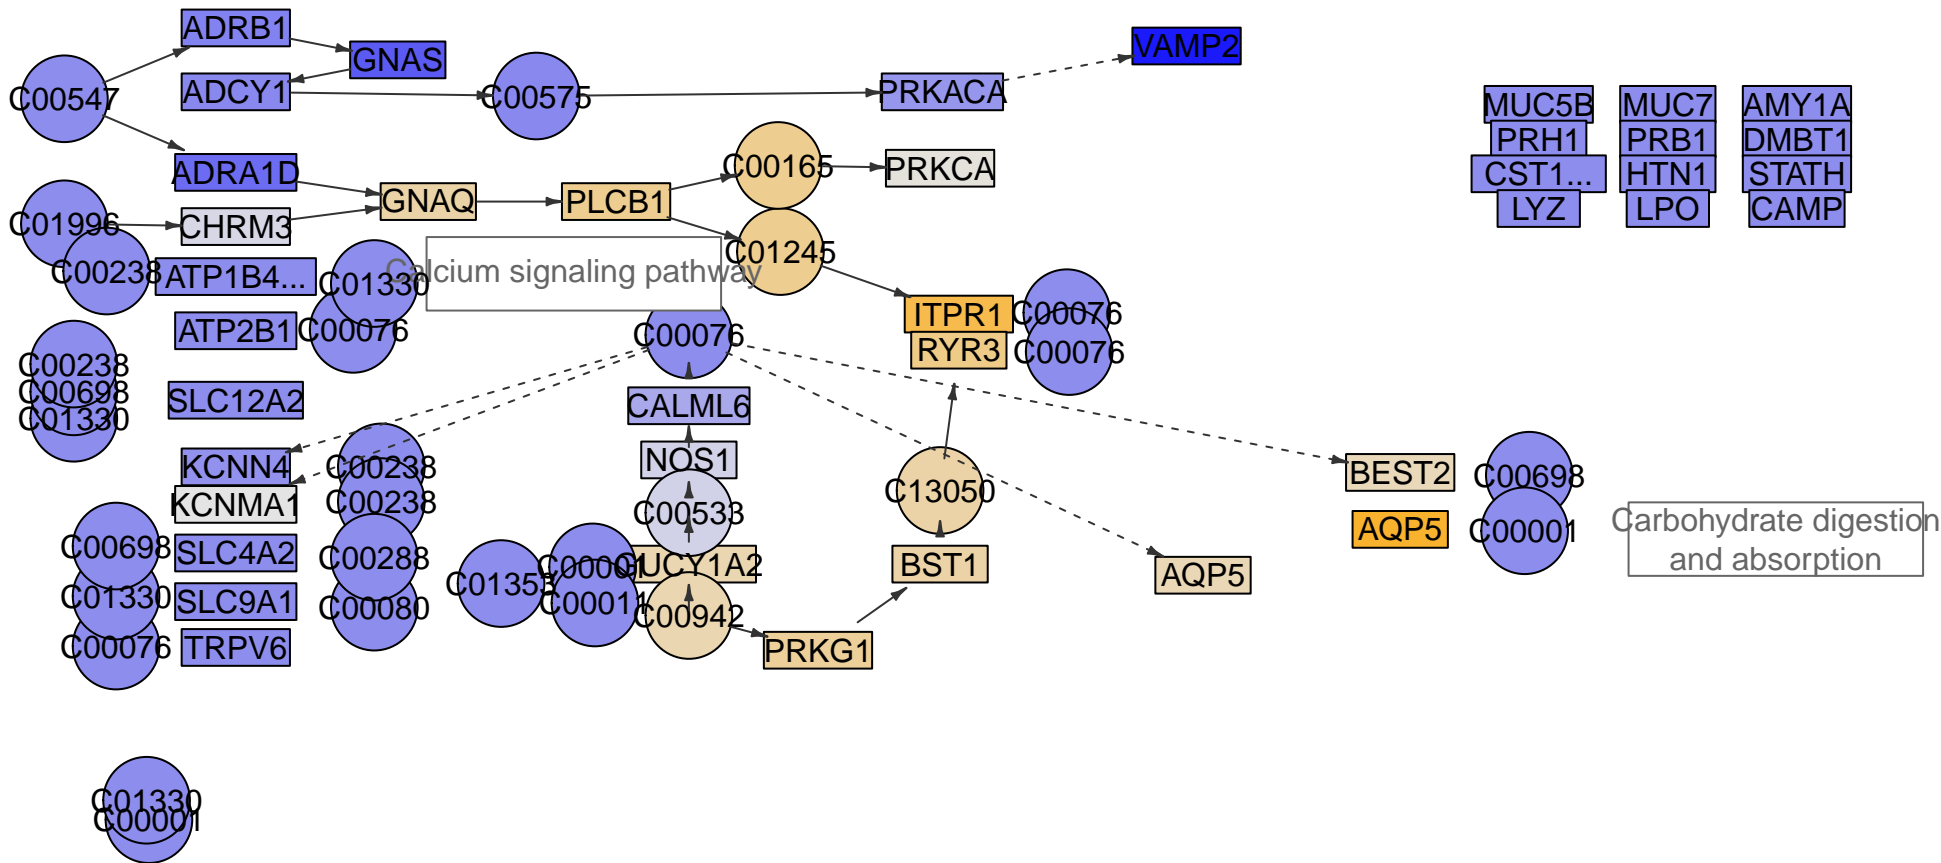 ADRB1
GNAS
VAMP2
C00547
ADCY1
C00575
PRKACA
MUC5B
MUC7
AMY1A
PRH1
PRB1
DMBT1
ADRA1D
C00165
PRKCA
CST1...
HTN1
STATH
GNAQ
PLCB1
LYZ
LPO
CAMP
C01996
CHRM3
C01245
C00238
ATP1B4...
C01330
Calcium signaling pathway
ATP2B1
C00076
C00076
ITPR1
C00076
RYR3
C00076
C00238
C00698
C01330
SLC12A2
CALML6
KCNN4
C00238
NOS1
C13050
BEST2
C00698
KCNMA1
C00238
C00533
AQP5
C00001
Carbohydrate digestion
and absorption
C00698
SLC4A2
C00288
C01353
C00001
GUCY1A2
BST1
AQP5
C01330
SLC9A1
C00080
C00011
C00942
C00076
TRPV6
PRKG1
C01330
C00001